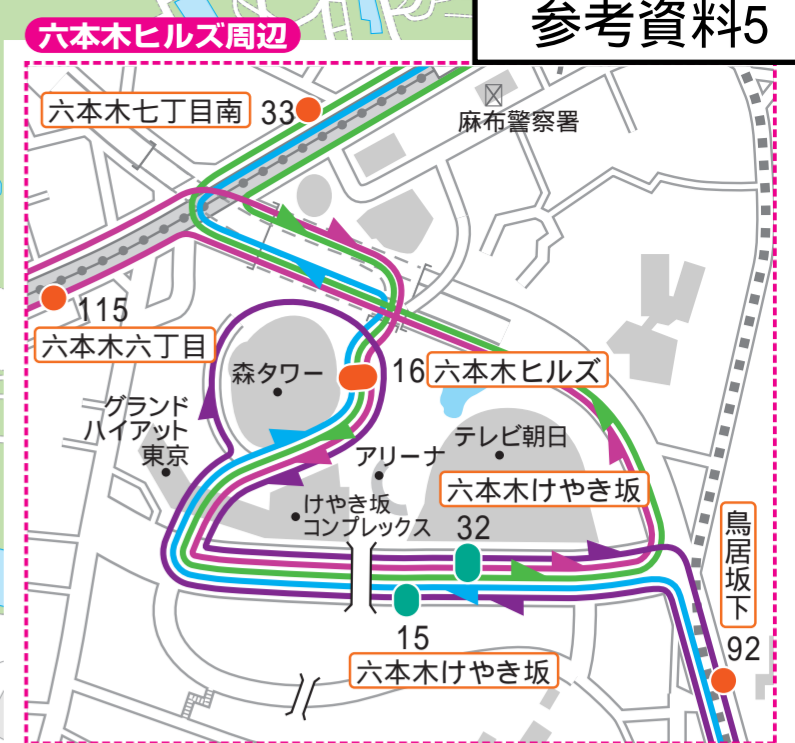 参考資料5
六本木ヒルズ周辺
六本木七丁目南 33
麻布警察署
115
六本木六丁目
森タワー
16 六本木ヒルズ
グランド
ハイアット
東京
アリーナ
テレビ朝日
六本木けやき坂
けやき坂
コンプレックス
32
鳥居坂下
92
15
六本木けやき坂